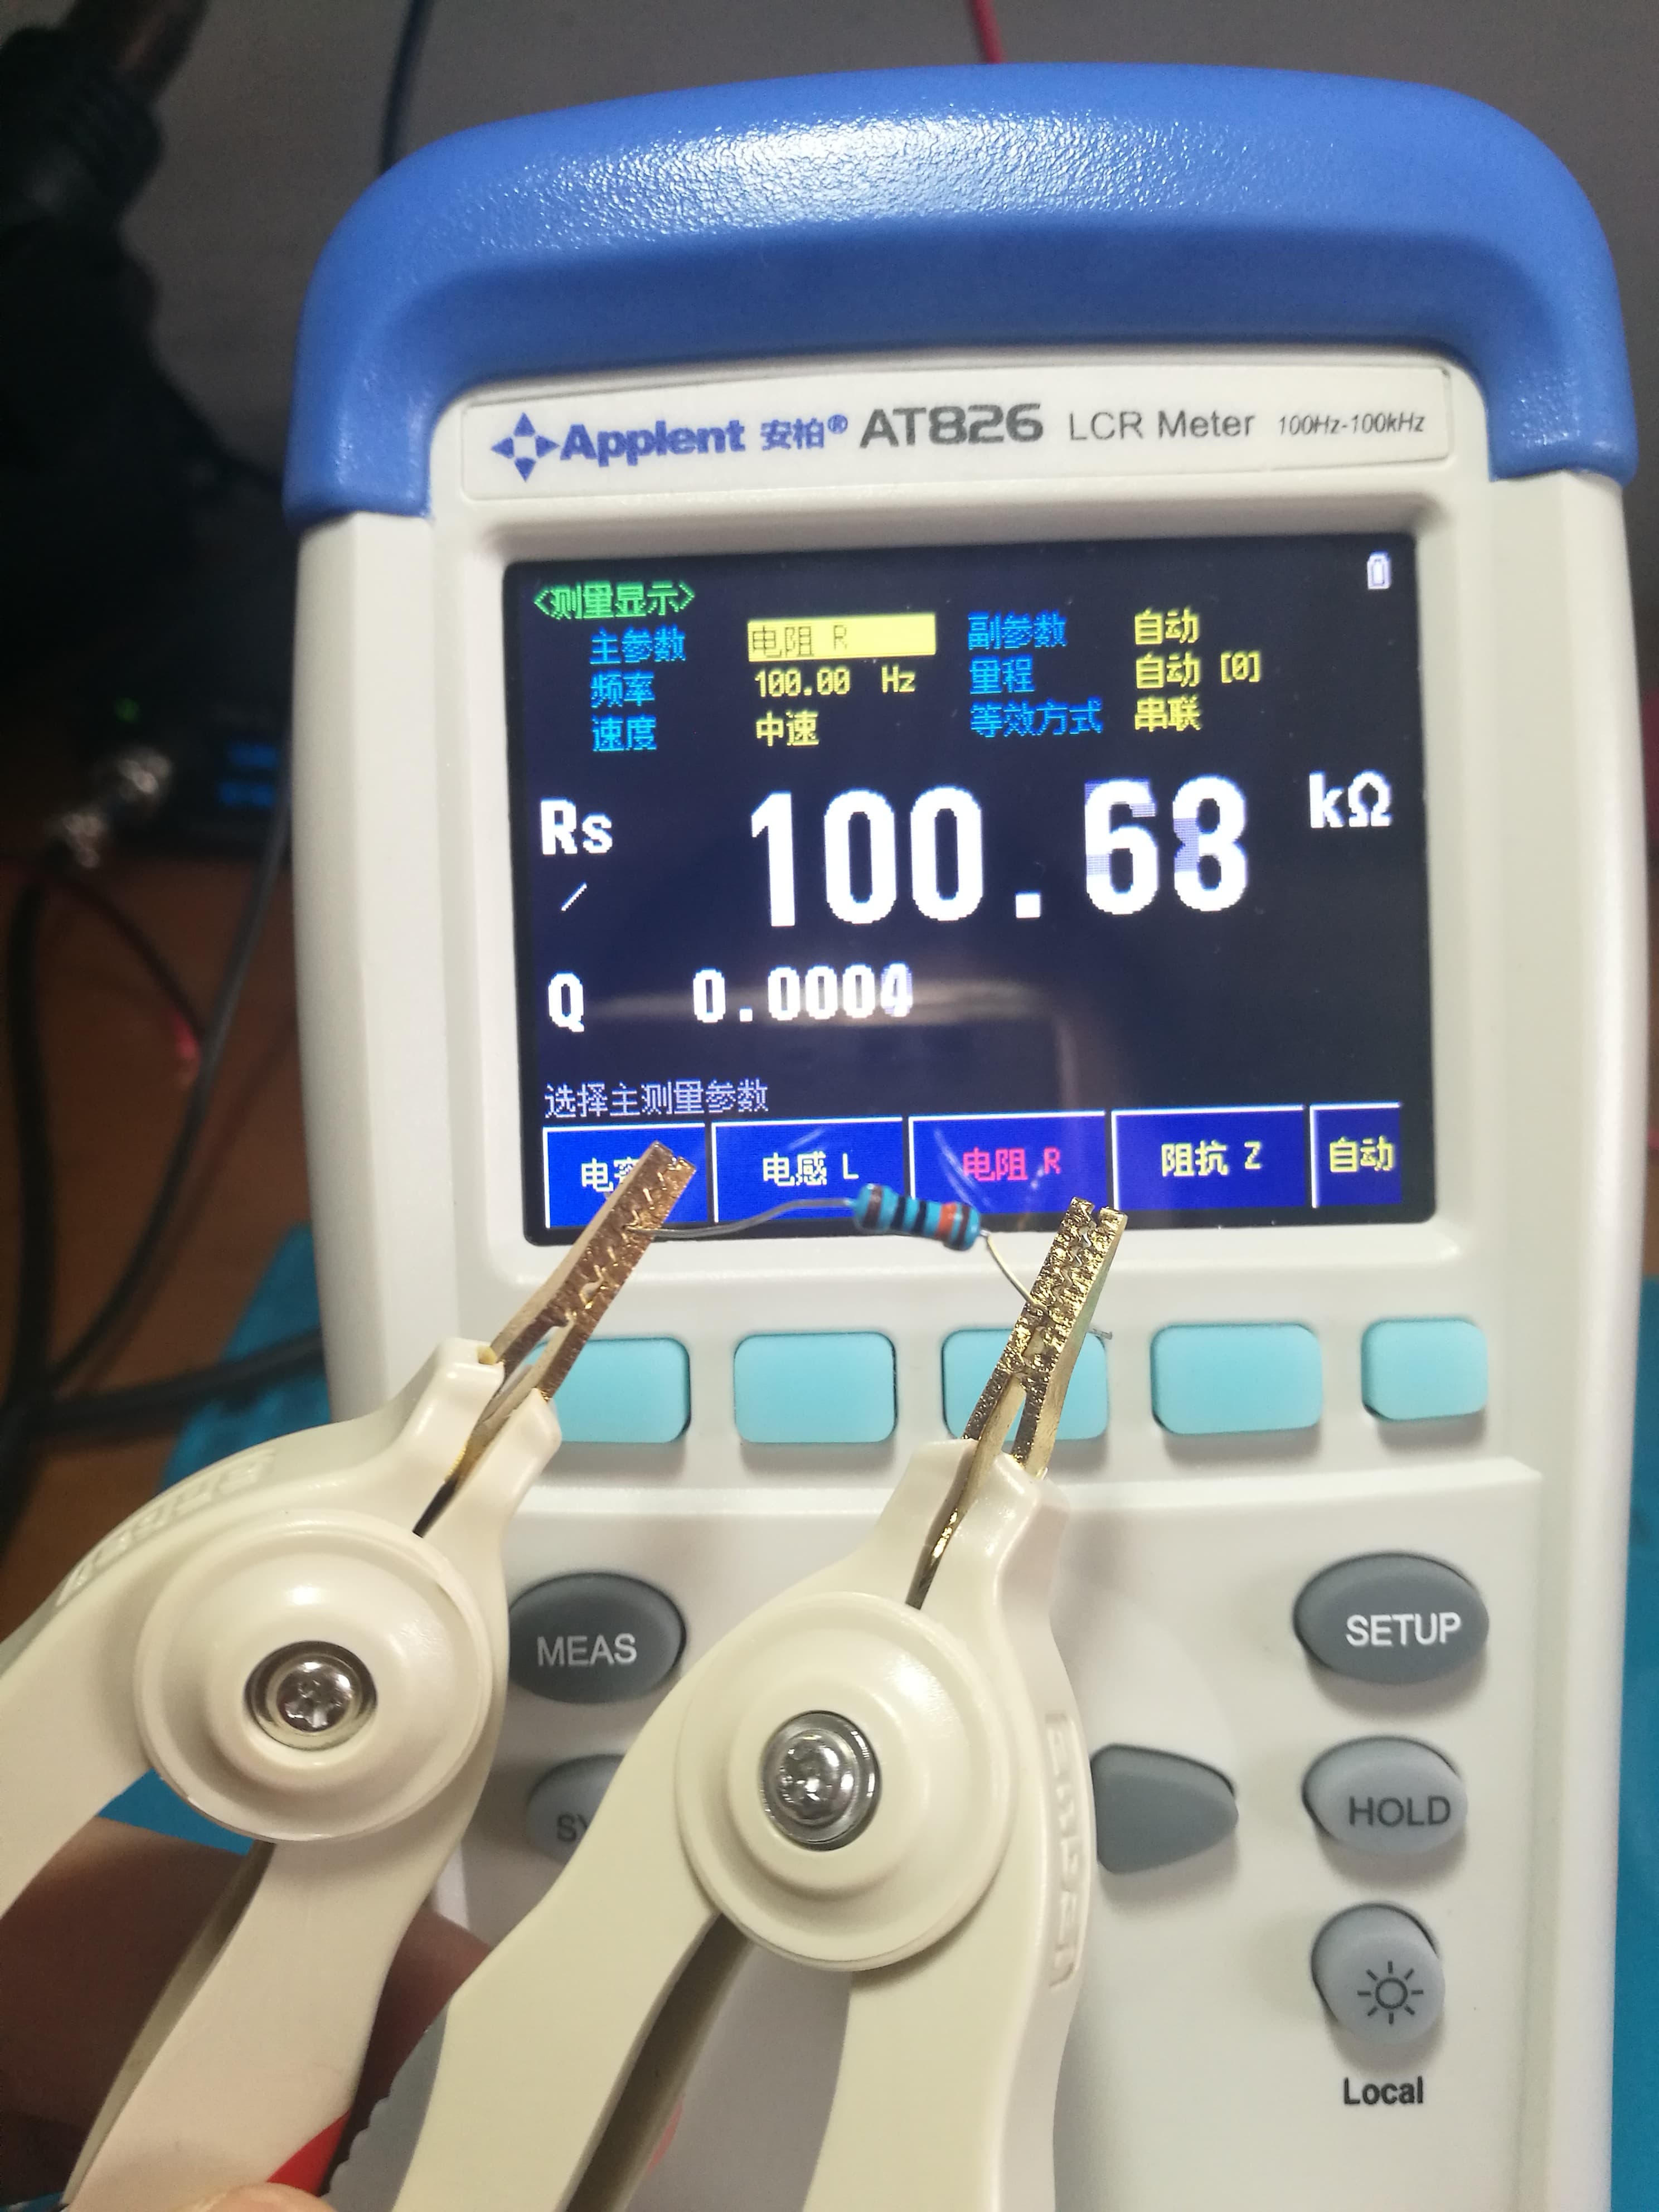 Applent 安柏® AT826 LCR Meter 100Hz-100kHz
<测量显示>
主参数 电阻 R 副参数 自动
频率 100.00 Hz 量程 自动 [0]
速度 中速 等效方式 串联
Rs 100.68 kΩ
/
Q 0.0004
选择主测量参数
电感 L 电阻 R 阻抗 Z 自动
MEAS SETUP
HOLD
Local